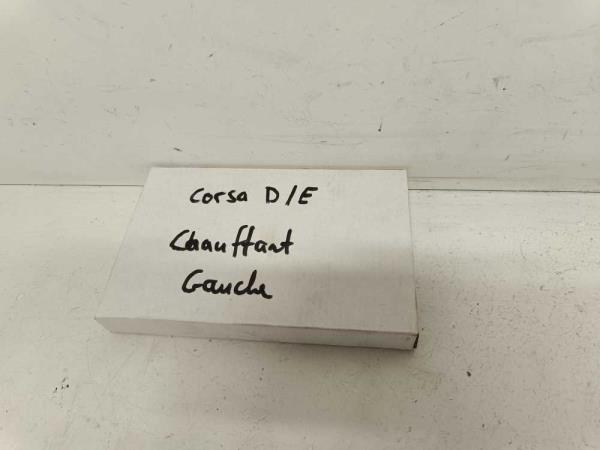 Corsa D/E
Chauffant
Gauche